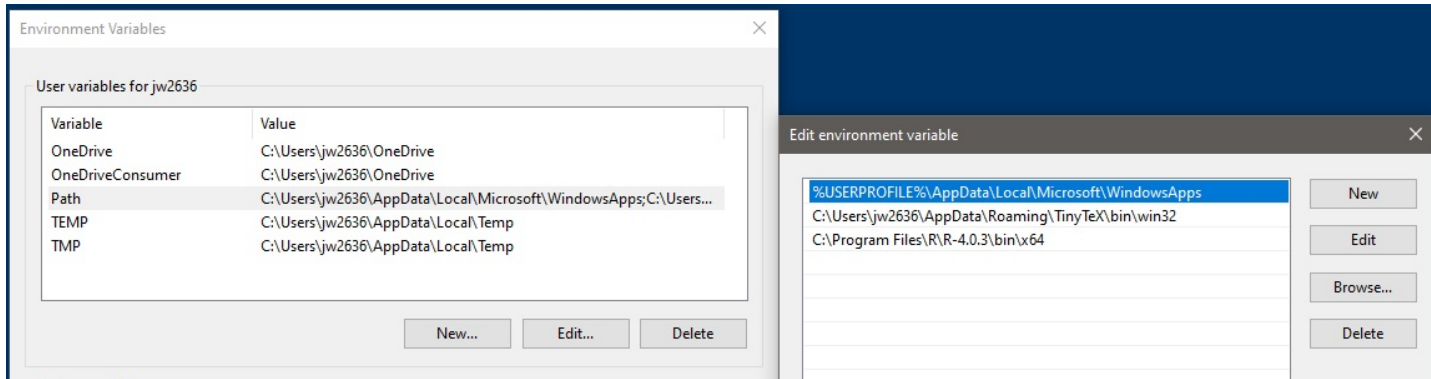 Environment Variables
User variables for jw2636
Variable Value
OneDrive C:\Users\jw2636\OneDrive
OneDriveConsumer C:\Users\jw2636\OneDrive
Path C:\Users\jw2636\AppData\Local\Microsoft\WindowsApps;C:\Users...
TEMP C:\Users\jw2636\AppData\Local\Temp
TMP C:\Users\jw2636\AppData\Local\Temp
New... Edit... Delete
Edit environment variable
%USERPROFILE%\AppData\Local\Microsoft\WindowsApps
C:\Users\jw2636\AppData\Roaming\TinyTeX\bin\win32
C:\Program Files\R\R-4.0.3\bin\x64
New
Edit
Browse...
Delete